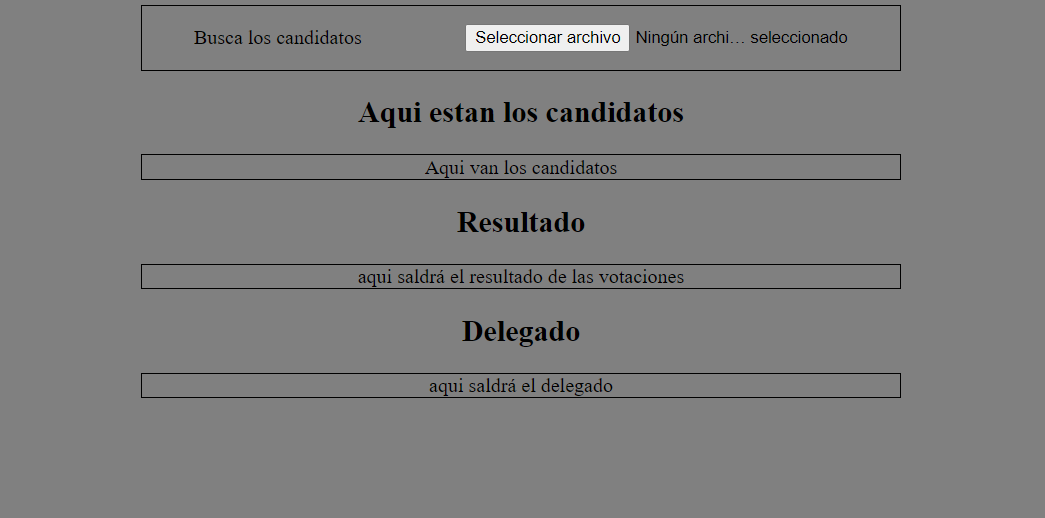 Busca los candidatos Seleccionar archivo Ningún archi… seleccionado
Aqui estan los candidatos
Aqui van los candidatos
Resultado
aqui saldrá el resultado de las votaciones
Delegado
aqui saldrá el delegado